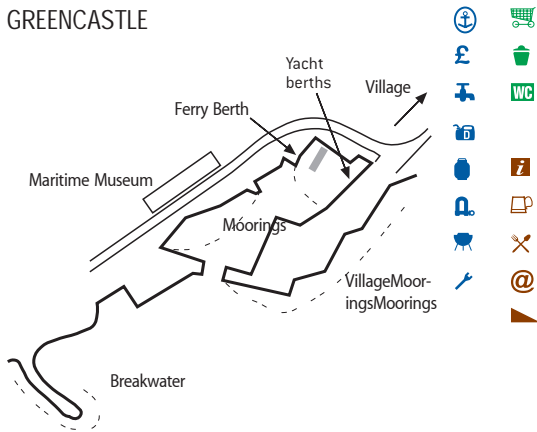 GREENCASTLE
£
WC
D
i
@
Yacht
berths
Village
Ferry Berth
Maritime Museum
Moorings
VillageMoor-
ingsMoorings
Breakwater